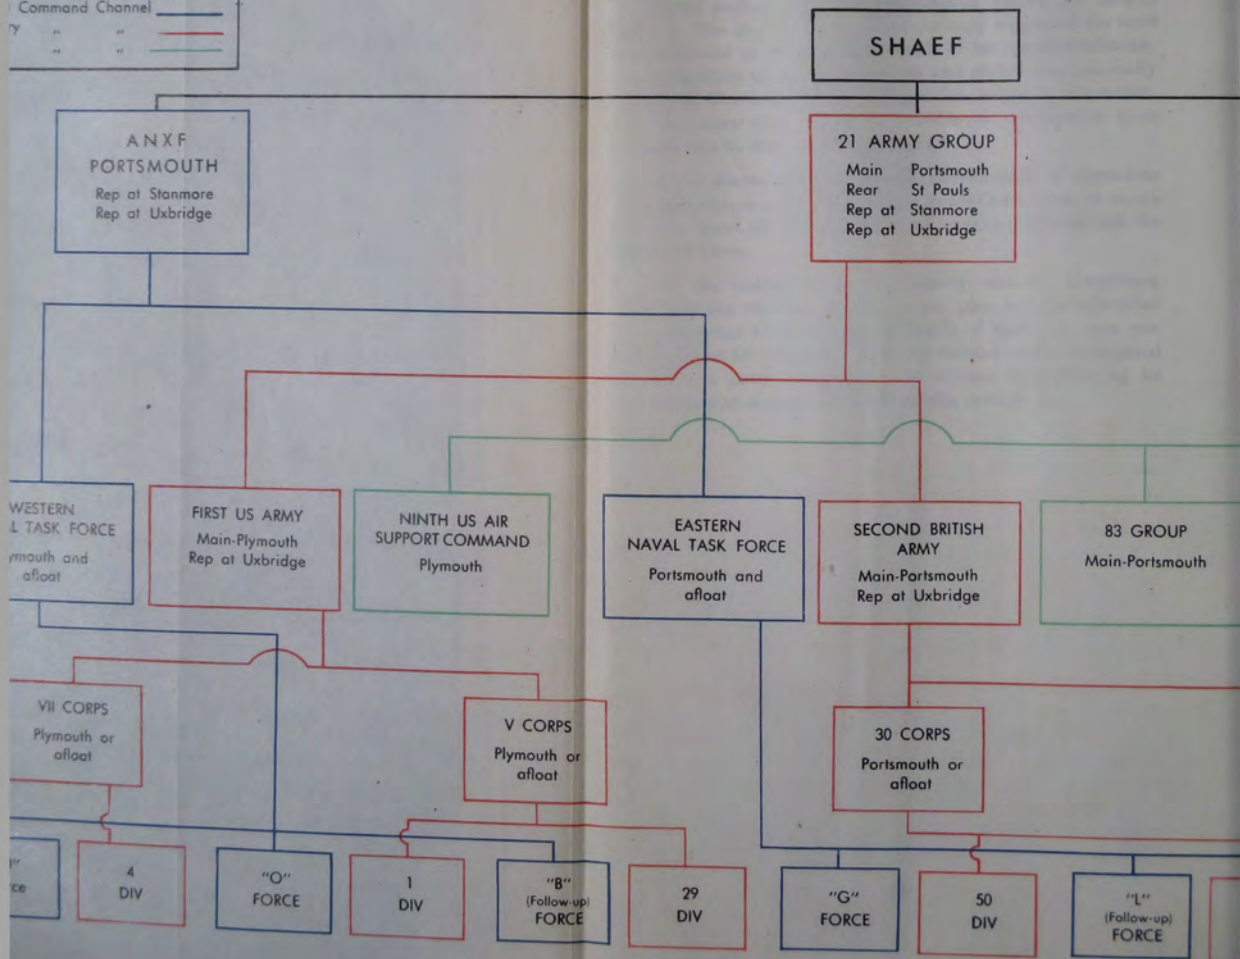 Command Channel
" "
" "
SHAEF
ANXF
PORTSMOUTH
Rep at Stanmore
Rep at Uxbridge
21 ARMY GROUP
Main Portsmouth
Rear St Pauls
Rep at Stanmore
Rep at Uxbridge
WESTERN
L TASK FORCE
ymouth and
afloat
FIRST US ARMY
Main-Plymouth
Rep at Uxbridge
NINTH US AIR
SUPPORT COMMAND
Plymouth
EASTERN
NAVAL TASK FORCE
Portsmouth and
afloat
SECOND BRITISH
ARMY
Main-Portsmouth
Rep at Uxbridge
83 GROUP
Main-Portsmouth
VII CORPS
Plymouth or
afloat
V CORPS
Plymouth or
afloat
30 CORPS
Portsmouth or
afloat
ce
4
DIV
"O"
FORCE
1
DIV
"B"
(Follow-up)
FORCE
29
DIV
"G"
FORCE
50
DIV
"L"
(Follow-up)
FORCE